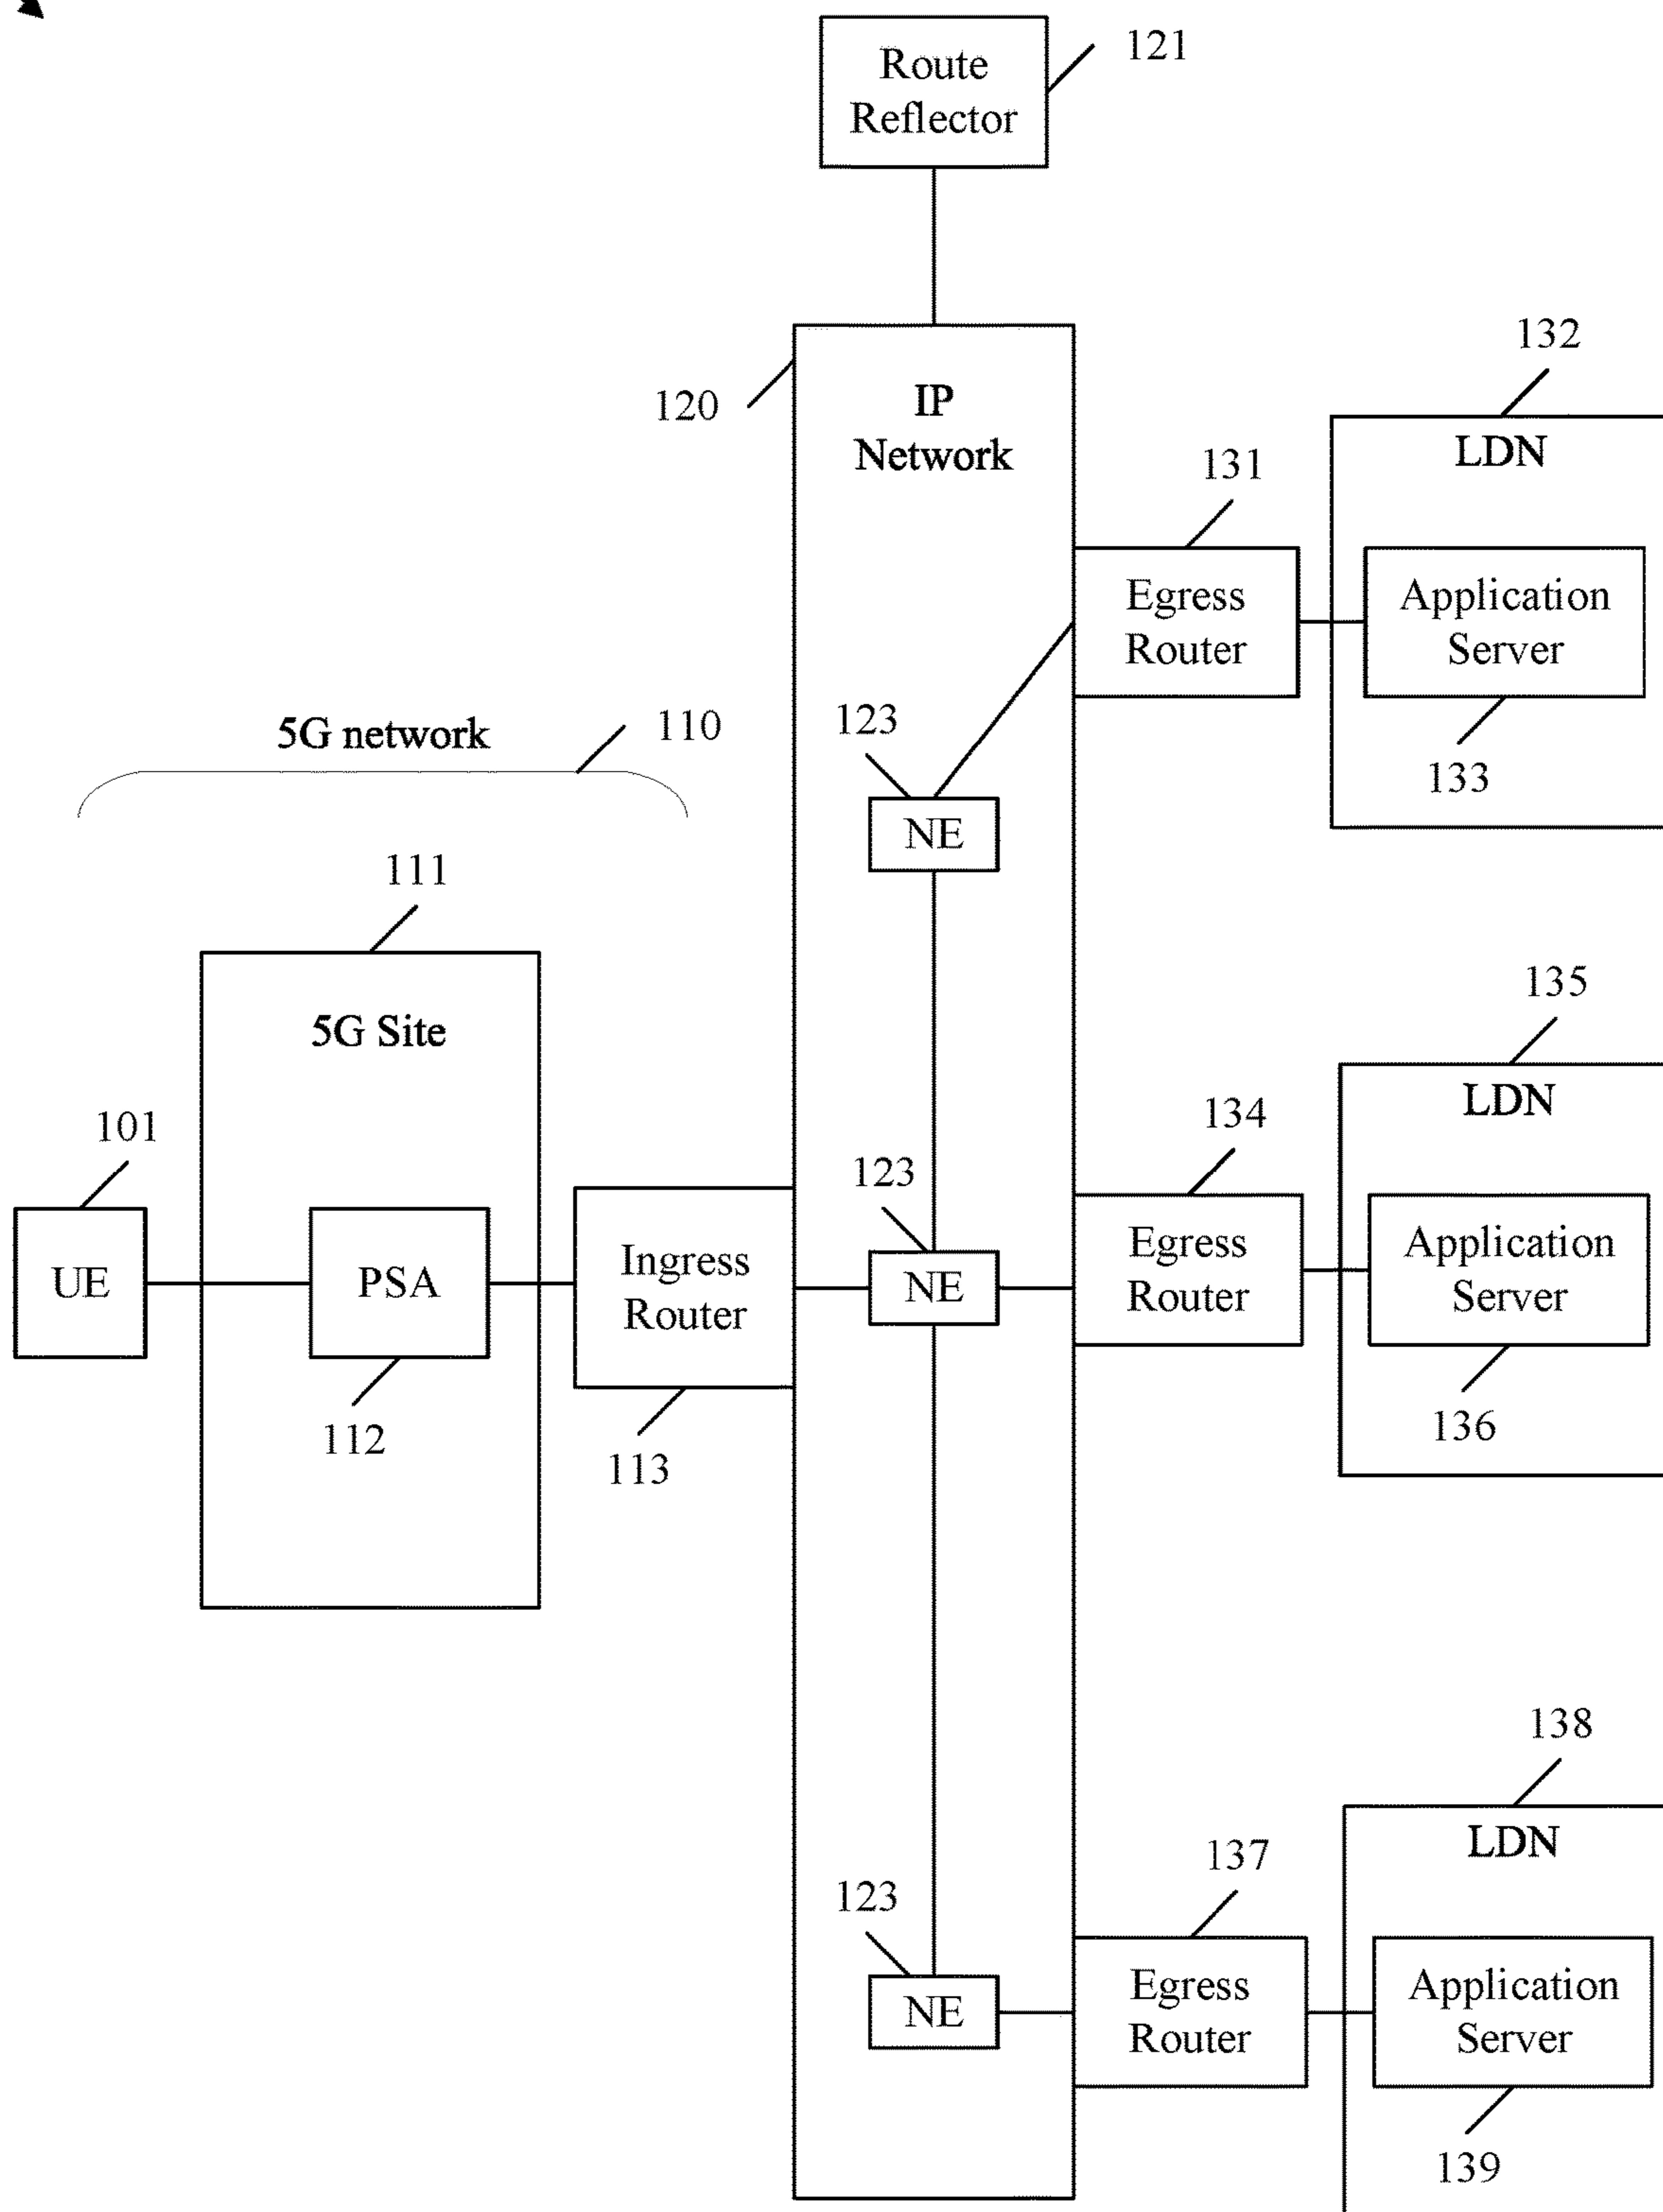 Route
Reflector
121
120
IP
Network
132
LDN
131
Egress
Router
Application
Server
133
123
NE
5G network
110
111
5G Site
101
UE
PSA
112
Ingress
Router
113
123
NE
135
LDN
134
Egress
Router
Application
Server
136
138
LDN
137
123
NE
Egress
Router
Application
Server
139